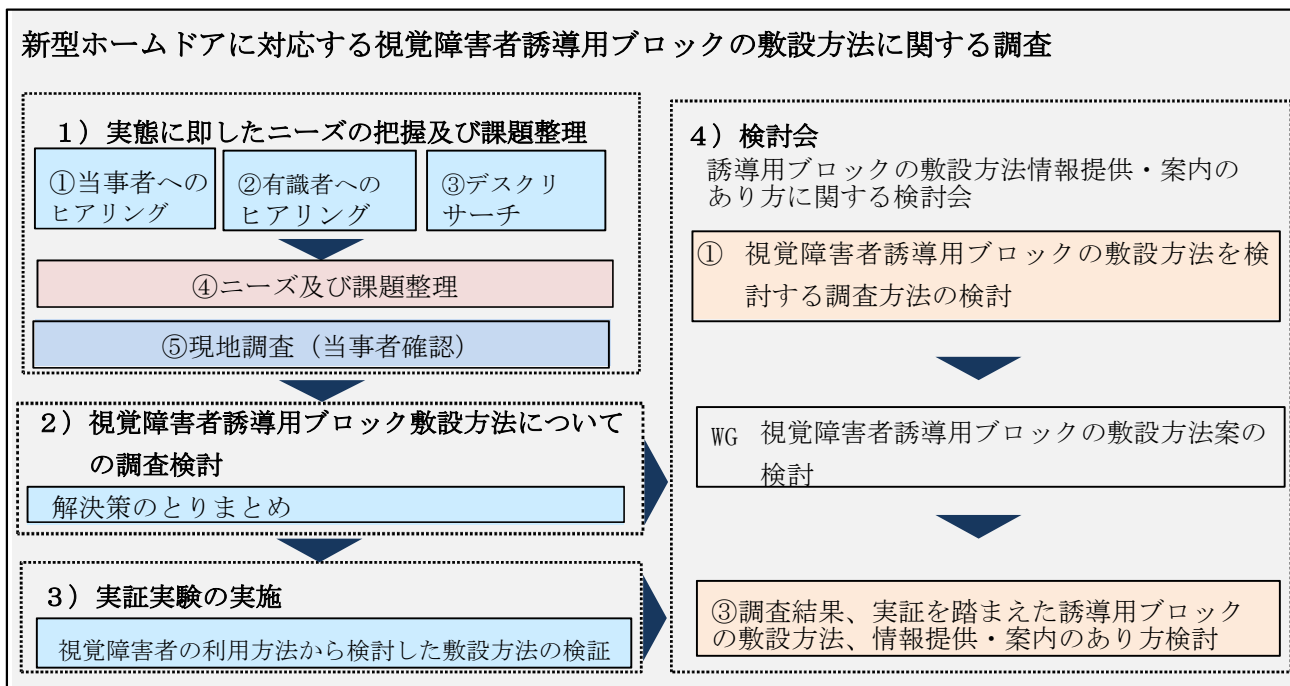 新型ホームドアに対応する視覚障害者誘導用ブロックの敷設方法に関する調査
１）実態に即したニーズの把握及び課題整理
①当事者への
ヒアリング
②有識者への
ヒアリング
③デスクリ
サーチ
④ニーズ及び課題整理
⑤現地調査（当事者確認）
２）視覚障害者誘導用ブロック敷設方法について
の調査検討
解決策のとりまとめ
３）実証実験の実施
視覚障害者の利用方法から検討した敷設方法の検証
４）検討会
誘導用ブロックの敷設方法情報提供・案内の
あり方に関する検討会
① 視覚障害者誘導用ブロックの敷設方法を検
討する調査方法の検討
WG 視覚障害者誘導用ブロックの敷設方法案の
検討
③調査結果、実証を踏まえた誘導用ブロック
の敷設方法、情報提供・案内のあり方検討